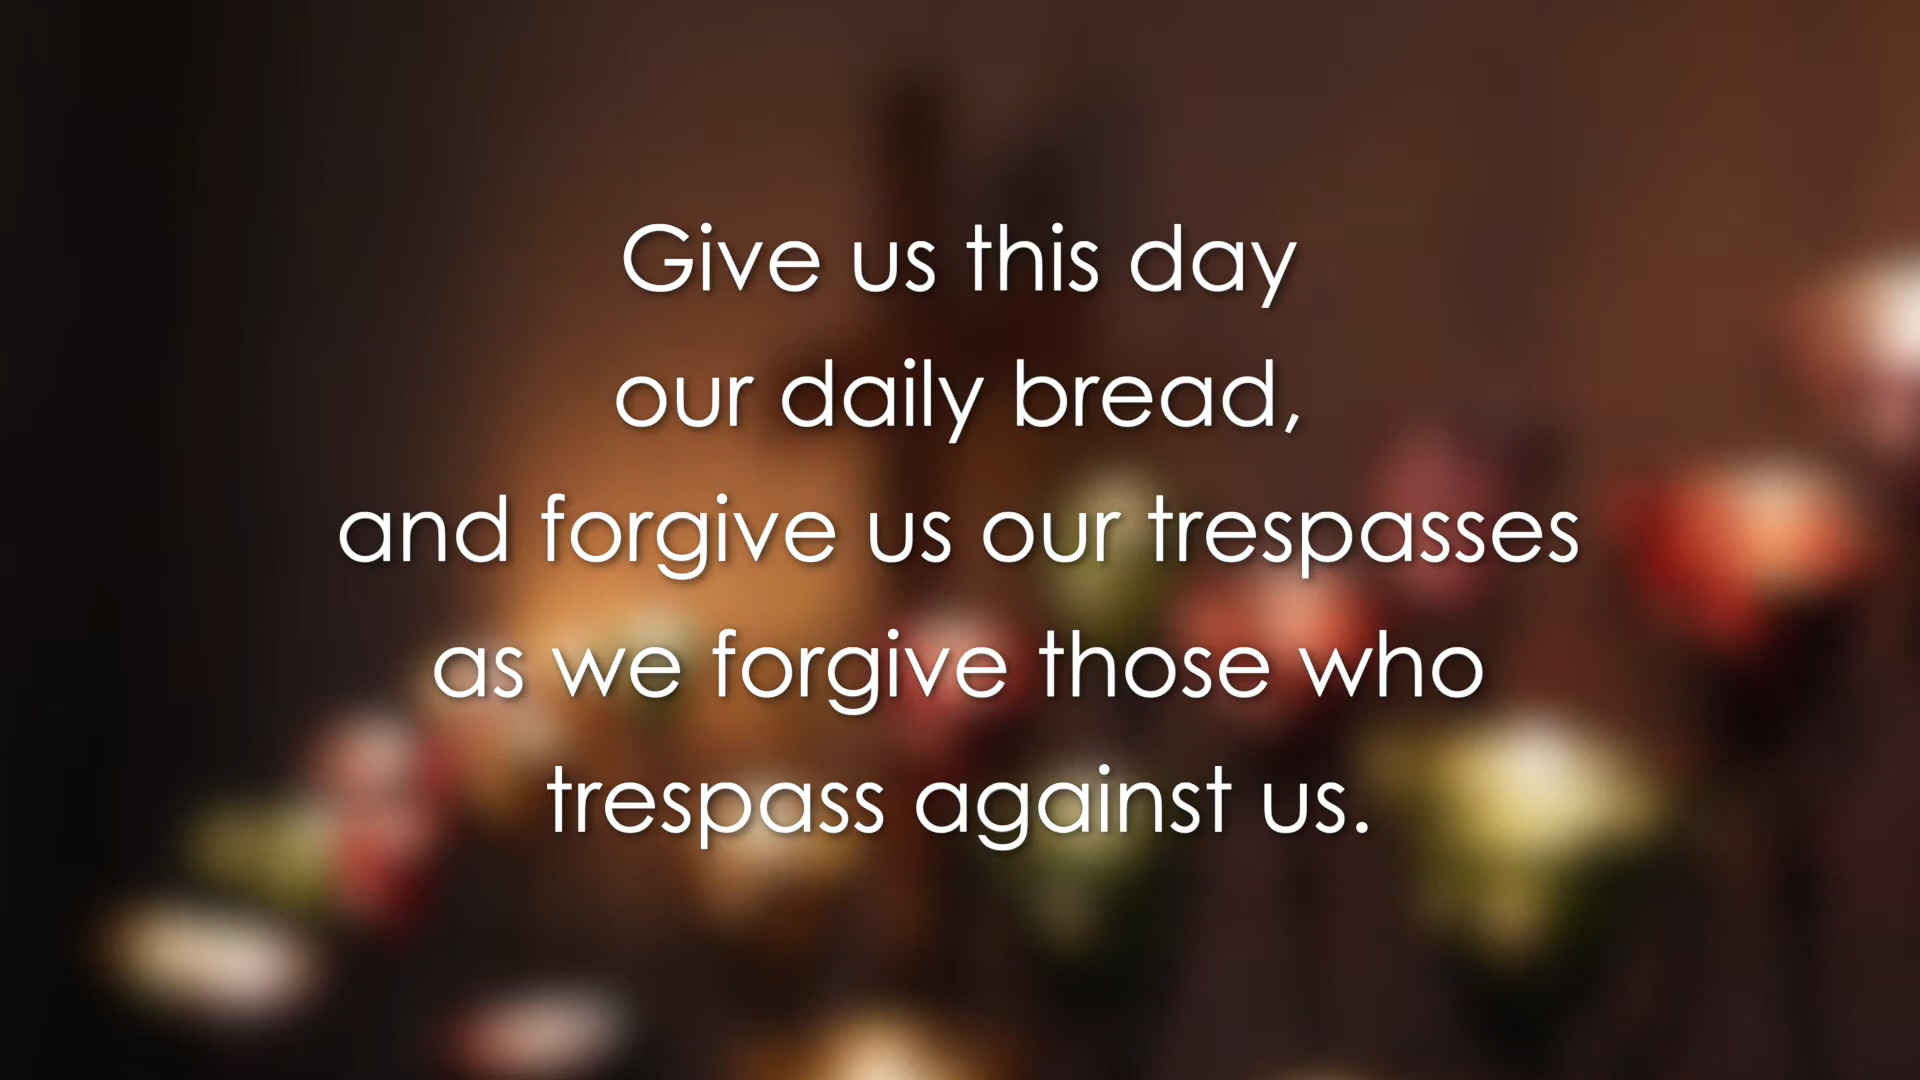 Give us this day
our daily bread,
and forgive us our trespasses
as we forgive those who
trespass against us.